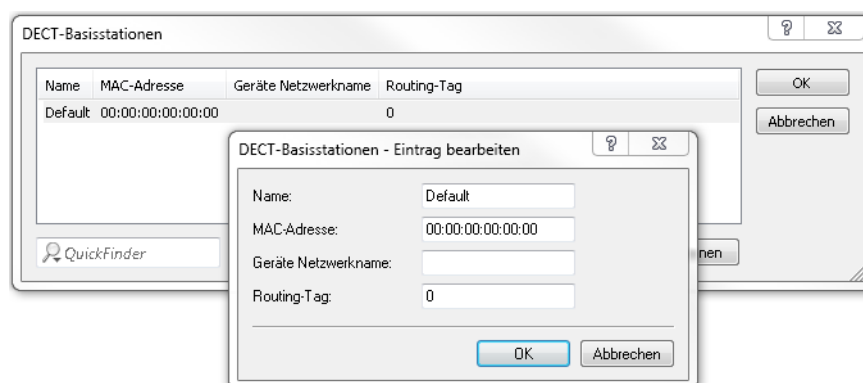 DECT-Basisstationen
Name MAC-Adresse Geräte Netzwerkname Routing-Tag
Default 00:00:00:00:00:00 0
OK
Abbrechen
QuickFinder
DECT-Basisstationen - Eintrag bearbeiten
Name: Default
MAC-Adresse: 00:00:00:00:00:00
Geräte Netzwerkname:
Routing-Tag: 0
OK Abbrechen